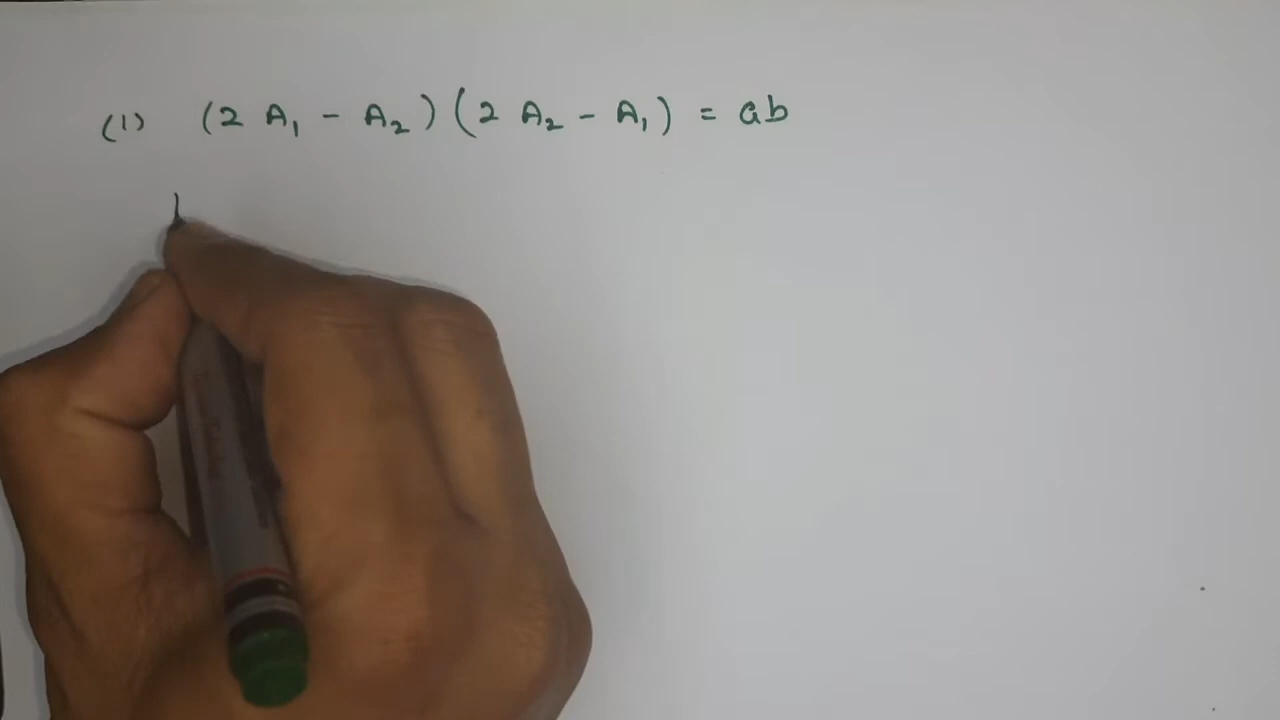 (1) (2 A₁ - A₂) (2 A₂ - A₁) = ab